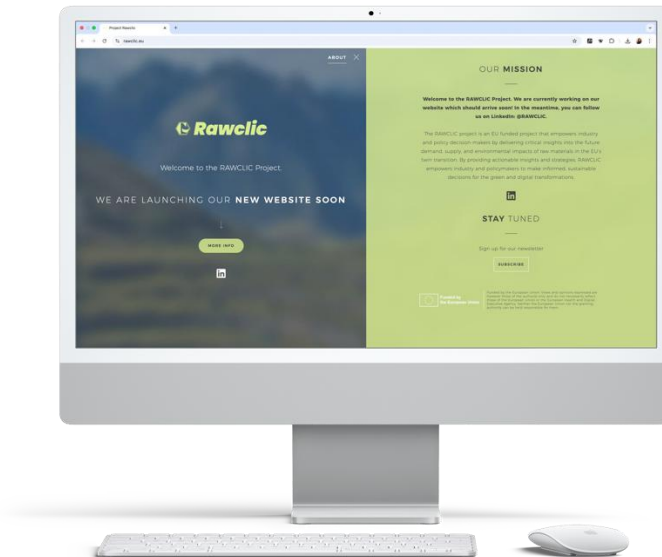 Project Rawclic
rawclic.eu
ABOUT
Rawclic
Welcome to the RAWCLIC Project.
WE ARE LAUNCHING OUR NEW WEBSITE SOON
MORE INFO
in
OUR MISSION
Welcome to the RAWCLIC Project. We are currently working on our
website which should arrive soon! In the meantime, you can follow
us on LinkedIn: @RAWCLIC.
The RAWCLIC project is an EU funded project that empowers industry
and policy decision makers by delivering critical insights into the future
demand, supply, and environmental impacts of raw materials in the EU's
twin transition. By providing actionable insights and strategies, RAWCLIC
empowers industry and policymakers to make informed, sustainable
decisions for the green and digital transformations.
in
STAY TUNED
Sign up for our newsletter
SUBSCRIBE
Funded by
the European Union